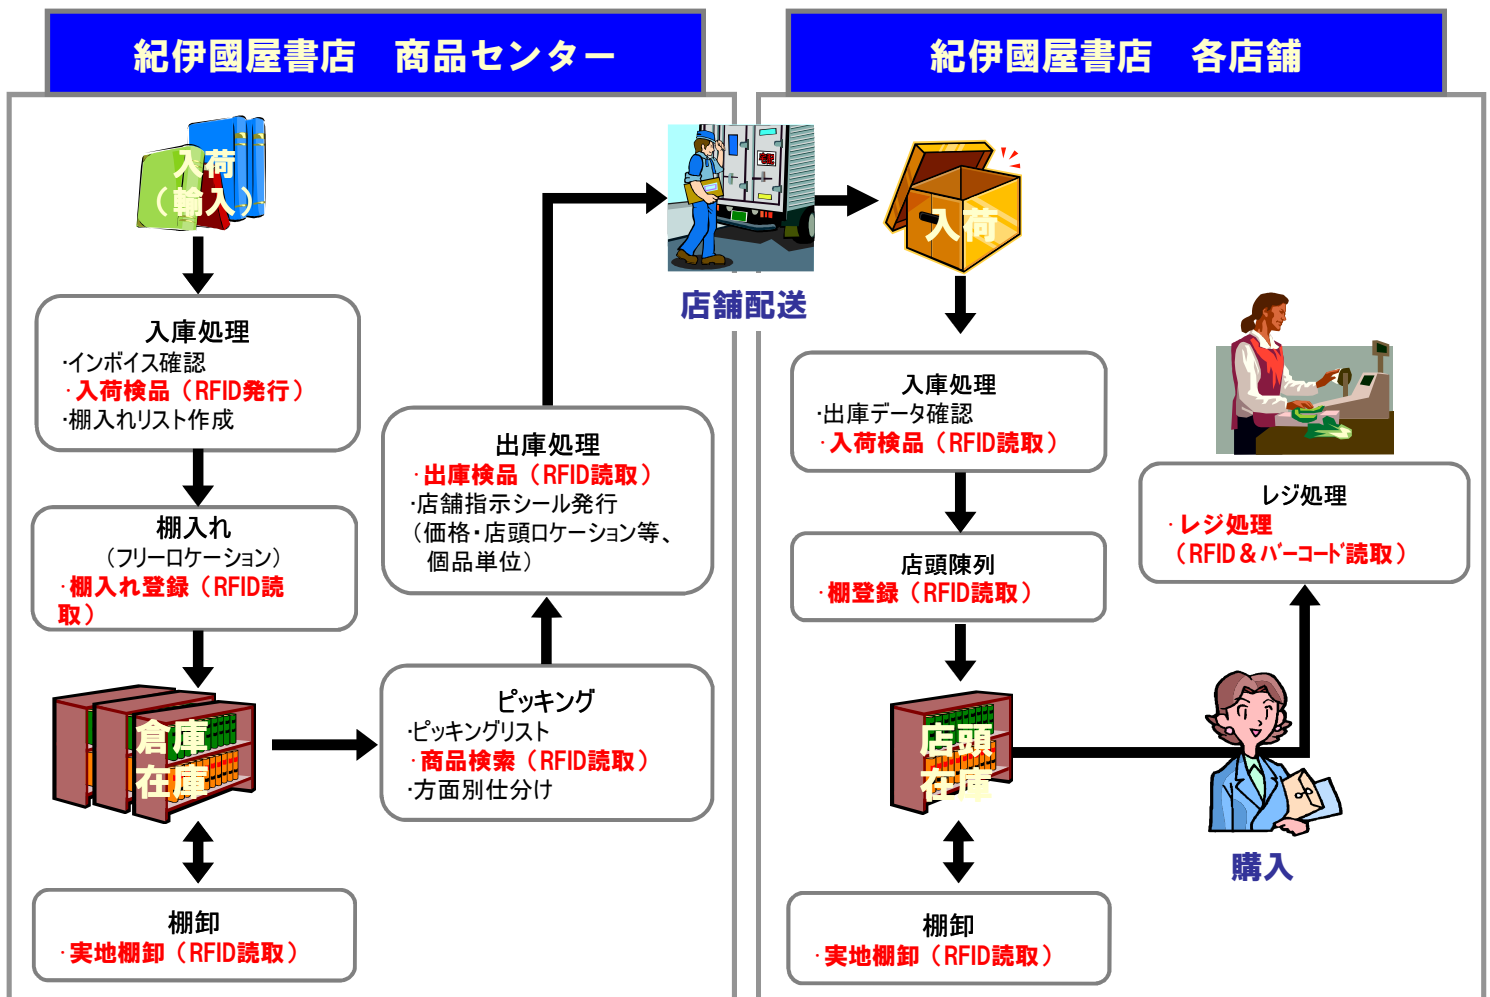 紀伊國屋書店　商品センター
入荷
（輸入）
入庫処理
・インボイス確認
・入荷検品（RFID発行）
・棚入れリスト作成
棚入れ
（フリーロケーション）
・棚入れ登録（RFID読
取）
倉庫
在庫
棚卸
・実地棚卸（RFID読取）
ピッキング
・ピッキングリスト
・商品検索（RFID読取）
・方面別仕分け
出庫処理
・出庫検品（RFID読取）
・店舗指示シール発行
（価格・店頭ロケーション等、
個品単位）
店舗配送
紀伊國屋書店　各店舗
入荷
入庫処理
・出庫データ確認
・入荷検品（RFID読取）
店頭陳列
・棚登録（RFID読取）
店頭
在庫
棚卸
・実地棚卸（RFID読取）
購入
レジ処理
・レジ処理
（RFID＆バーコード読取）